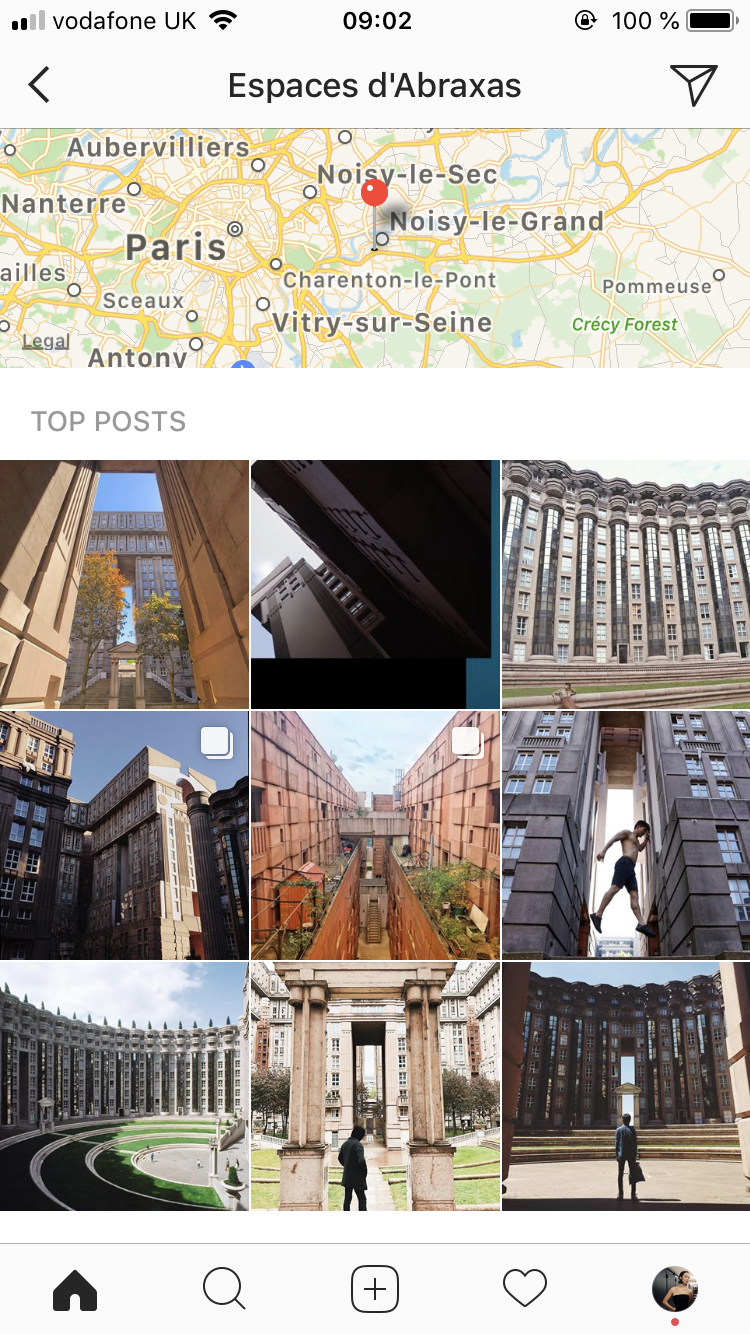 vodafone UK 09:02 100 %
Espaces d'Abraxas
Aubervilliers
Noisy-le-Sec
Nanterre
Noisy-le-Grand
Paris
ailles
Charenton-le-Pont
Pommeuse
Sceaux
Vitry-sur-Seine
Crécy Forest
Legal
Antony
TOP POSTS